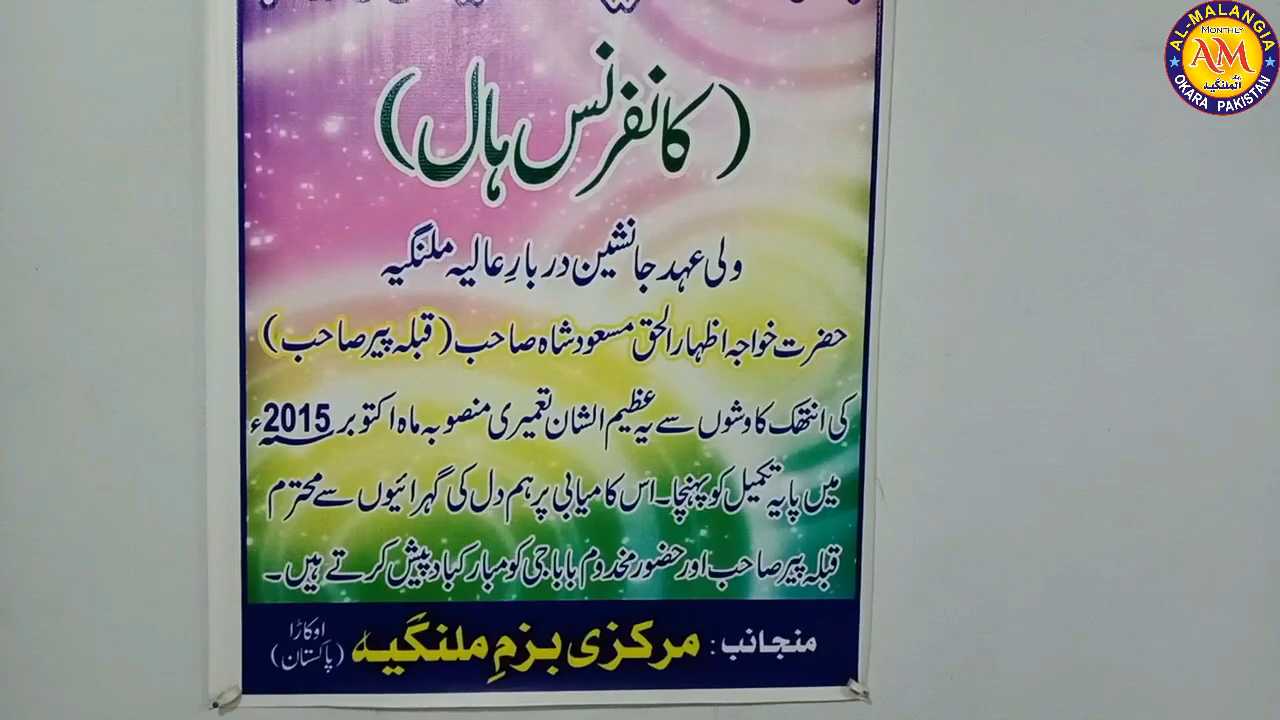 (کانفرنس ہال)
ولی عہد جانشین دربارِ عالیہ ملنگیہ
حضرت خواجہ اظہار الحق مسعود شاہ صاحب (قبلہ پیر صاحب)
کی انتھک کاوشوں سے یہ عظیم الشان تعمیری منصوبہ ماہ اکتوبر 2015ء
میں پایہ تکمیل کو پہنچا۔ اس کامیابی پر ہم دل کی گہرائیوں سے محترم
قبلہ پیر صاحب اور حضور مخدوم بابا جی کو مبارکباد پیش کرتے ہیں۔
منجانب: مرکزی بزمِ ملنگیہ اوکاڑا (پاکستان)
AL-MALANGIA
MONTHLY
AM
الملنگیہ
OKARA PAKISTAN